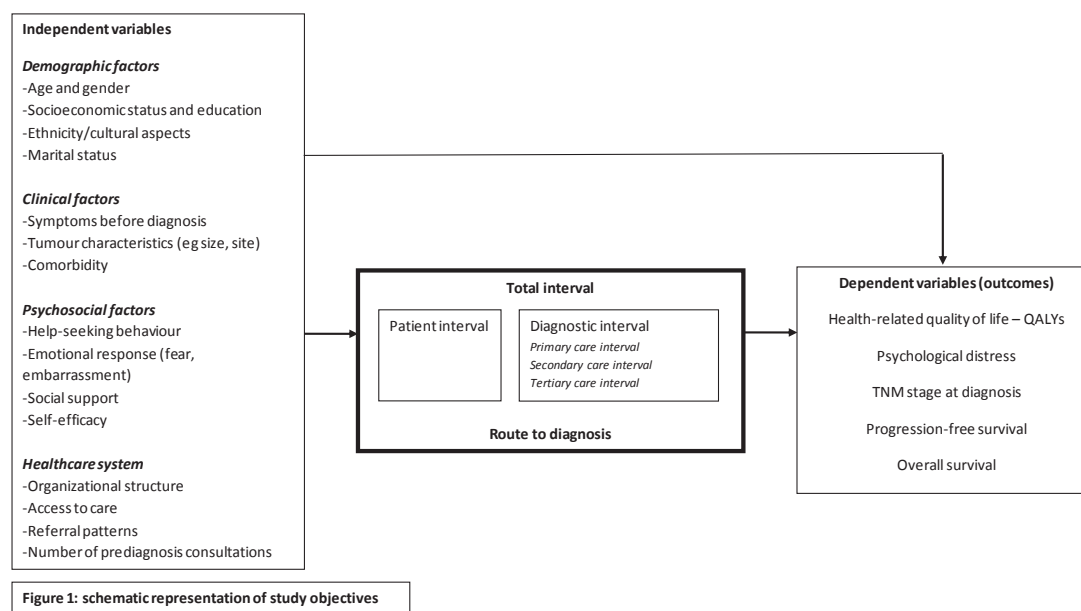 Independent variables
Demographic factors
-Age and gender
-Socioeconomic status and education
-Ethnicity/cultural aspects
-Marital status
Clinical factors
-Symptoms before diagnosis
-Tumour characteristics (eg size, site)
-Comorbidity
Psychosocial factors
-Help-seeking behaviour
-Emotional response (fear,
embarrassment)
-Social support
-Self-efficacy
Healthcare system
-Organizational structure
-Access to care
-Referral patterns
-Number of prediagnosis consultations
Total interval
Patient interval
Diagnostic interval
Primary care interval
Secondary care interval
Tertiary care interval
Route to diagnosis
Dependent variables (outcomes)
Health-related quality of life – QALYs
Psychological distress
TNM stage at diagnosis
Progression-free survival
Overall survival
Figure 1: schematic representation of study objectives